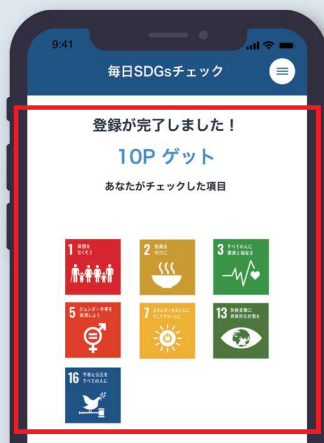 9:41
毎日SDGsチェック
登録が完了しました！
10P ゲット
あなたがチェックした項目
1 貧困を
なくそう
2 飢餓を
ゼロに
3 すべての人に
健康と福祉を
5 ジェンダー平等を
実現しよう
7 エネルギーをみんなに
そしてクリーンに
13 気候変動に
具体的な対策を
16 平和と公正を
すべての人に